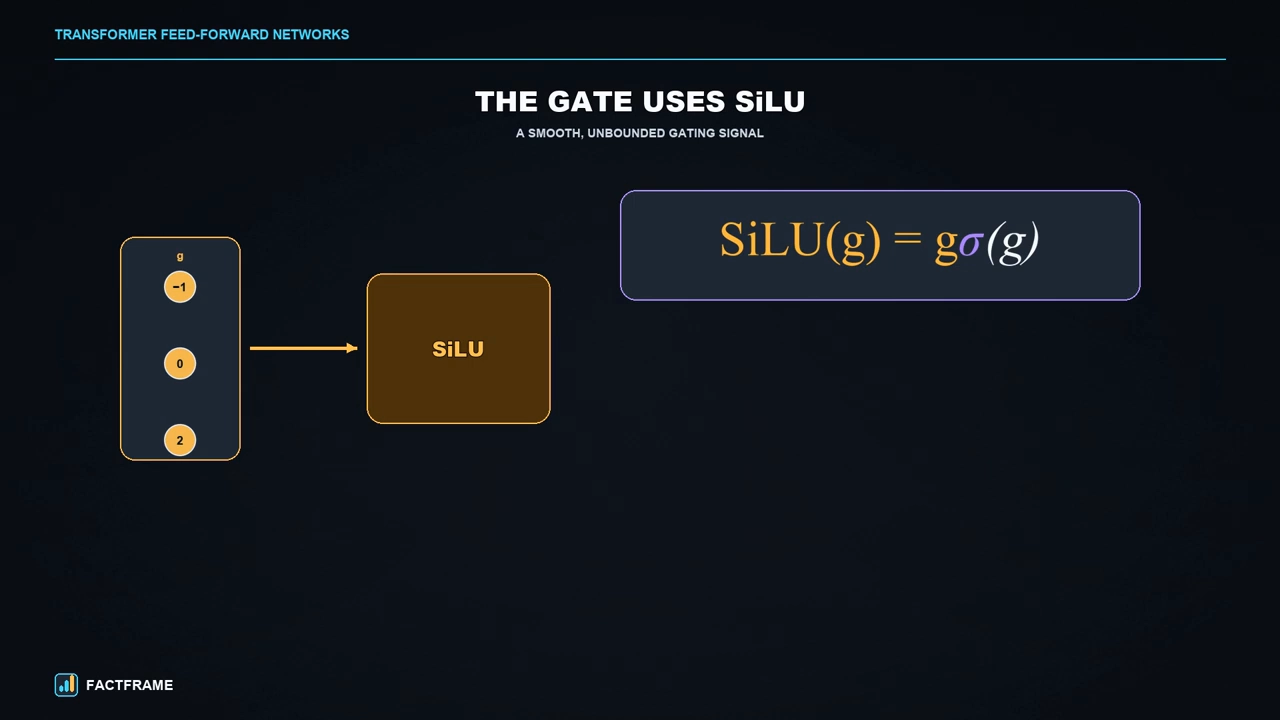 TRANSFORMER FEED-FORWARD NETWORKS
THE GATE USES SiLU
A SMOOTH, UNBOUNDED GATING SIGNAL
SiLU(g) = gσ(g)
g
−1
0
2
SiLU
FACTFRAME